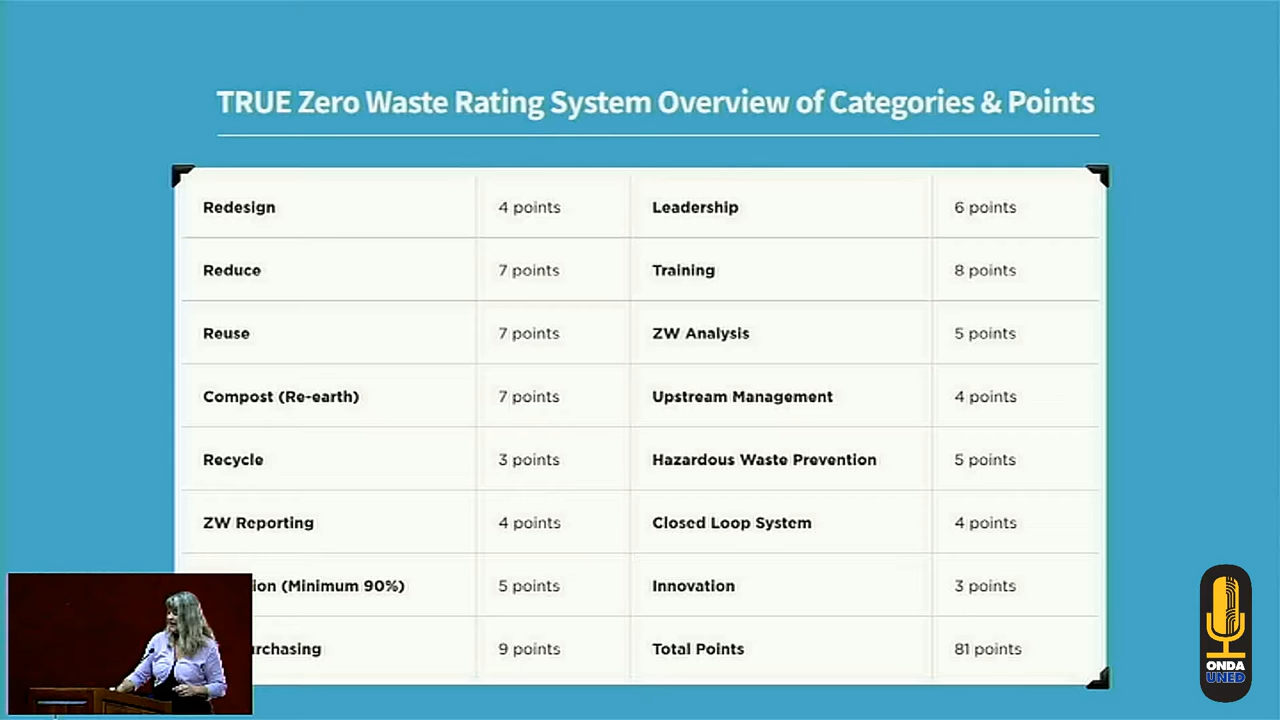 TRUE Zero Waste Rating System Overview of Categories & Points
Redesign 4 points Leadership 6 points
Reduce 7 points Training 8 points
Reuse 7 points ZW Analysis 5 points
Compost (Re-earth) 7 points Upstream Management 4 points
Recycle 3 points Hazardous Waste Prevention 5 points
ZW Reporting 4 points Closed Loop System 4 points
(Minimum 90%) 5 points Innovation 3 points
9 points Total Points 81 points
ONDA
UNED